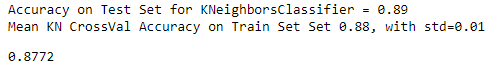 Accuracy on Test Set for KNeighborsClassifier = 0.89
Mean KN CrossVal Accuracy on Train Set Set 0.88, with std=0.01
0.8772